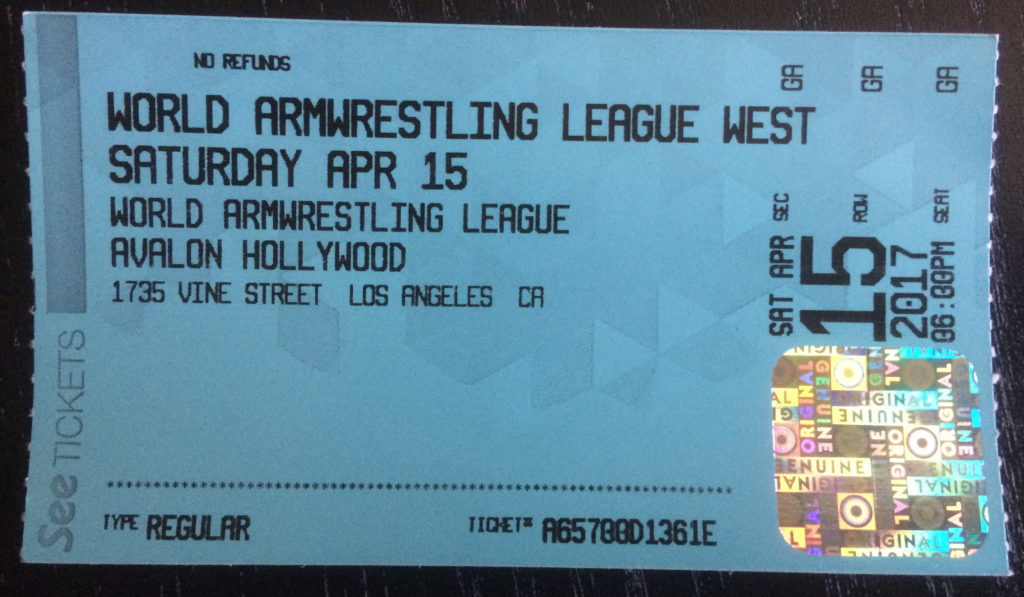 NO REFUNDS
WORLD ARMWRESTLING LEAGUE WEST
SATURDAY APR 15
WORLD ARMWRESTLING LEAGUE
AVALON HOLLYWOOD
1735 VINE STREET LOS ANGELES CA
***
TYPE REGULAR
TICKET# A65700D1361E
See TICKETS
SEC GA
ROW GA
SEAT GA
SAT APR
15
2017
06:00PM
ORIGINAL
GENUINE